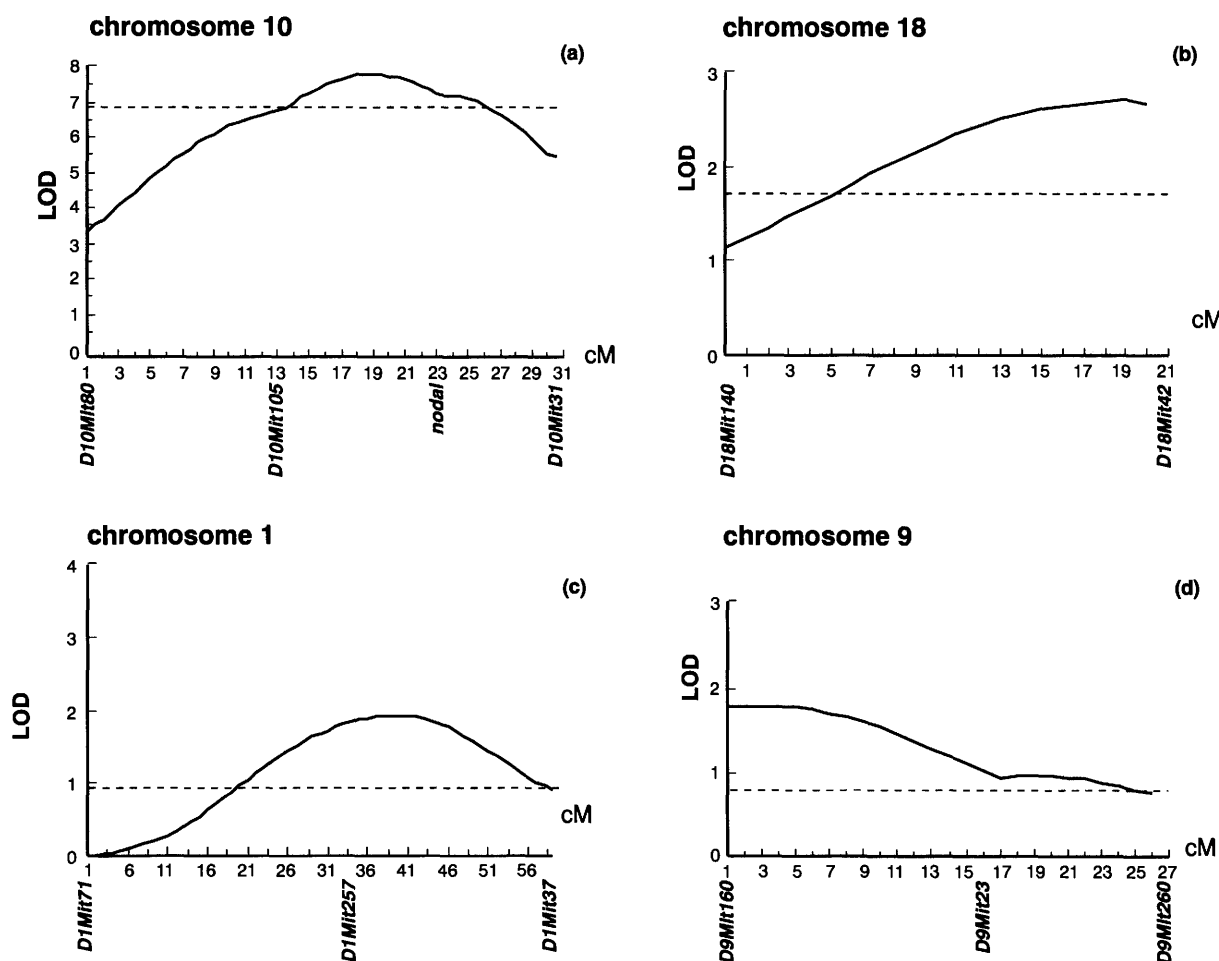 chromosome 10
(a)
8
7
6
5
4
3
2
1
0
LOD
1 3 5 7 9 11 13 15 17 19 21 23 25 27 29 31
cM
D10Mit80
D10Mit105
nodal
D10Mit31
chromosome 18
(b)
3
2
1
0
LOD
1 3 5 7 9 11 13 15 17 19 21
cM
D18Mit140
D18Mit42
chromosome 1
(c)
4
3
2
1
0
LOD
1 6 11 16 21 26 31 36 41 46 51 56
cM
D1Mit71
D1Mit257
D1Mit37
chromosome 9
(d)
3
2
1
0
LOD
1 3 5 7 9 11 13 15 17 19 21 23 25 27
cM
D9Mit160
D9Mit23
D9Mit260